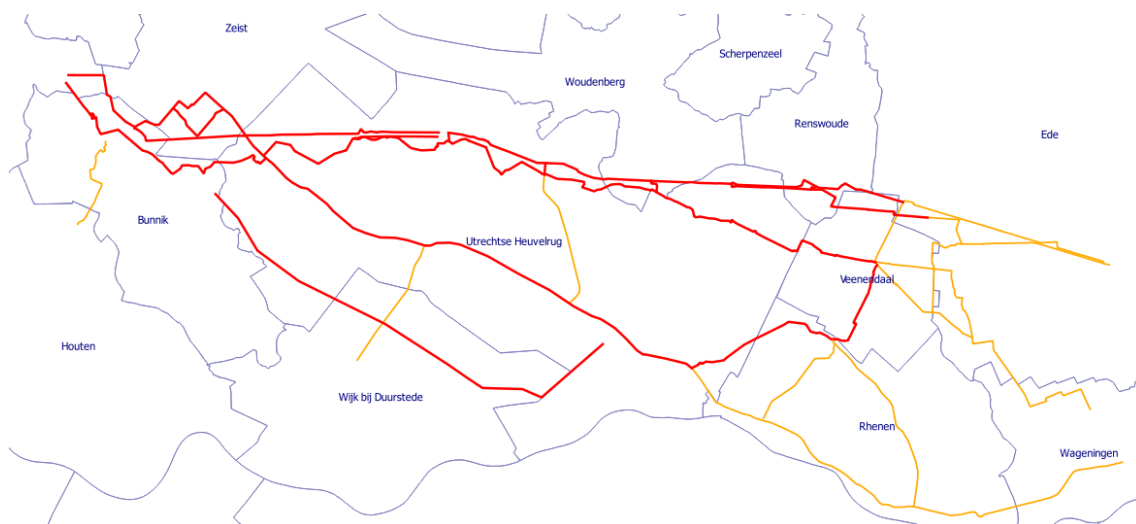 Zeist
Scherpenzeel
Woudenberg
Renswoude
Ede
Bunnik
Utrechtse Heuvelrug
Veenendaal
Houten
Wijk bij Duurstede
Rhenen
Wageningen